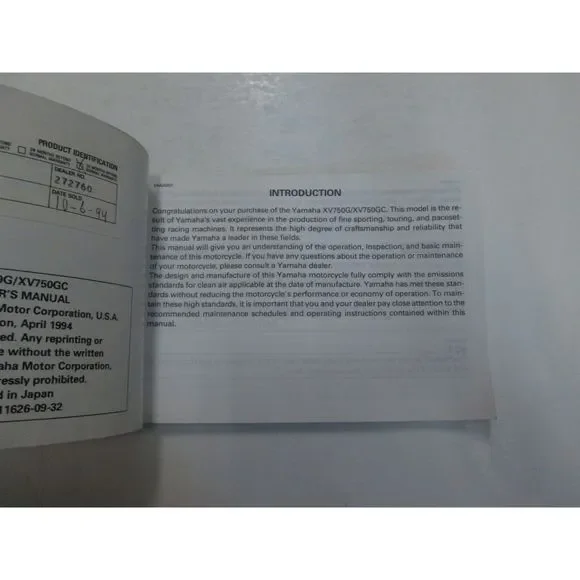 PRODUCT IDENTIFICATION
24 MONTHS BEYOND
NORMAL WARRANTY
DEALER NO.
272760
DATE SOLD
10-6-94
G/XV750GC
R'S MANUAL
Motor Corporation, U.S.A.
on, April 1994
ed. Any reprinting or
e without the written
aha Motor Corporation,
ressly prohibited.
d in Japan
11626-09-32
INTRODUCTION
Congratulations on your purchase of the Yamaha XV750G/XV750GC. This model is the re-
sult of Yamaha's vast experience in the production of fine sporting, touring, and paceset-
ting racing machines. It represents the high degree of craftsmanship and reliability that
have made Yamaha a leader in these fields.
This manual will give you an understanding of the operation, inspection, and basic main-
tenance of this motorcycle. If you have any questions about the operation or maintenance
of your motorcycle, please consult a Yamaha dealer.
The design and manufacture of this Yamaha motorcycle fully comply with the emissions
standards for clean air applicable at the date of manufacture. Yamaha has met these stan-
dards without reducing the motorcycle's performance or economy of operation. To main-
tain these high standards, it is important that you and your dealer pay close attention to the
recommended maintenance schedules and operating instructions contained within this
manual.